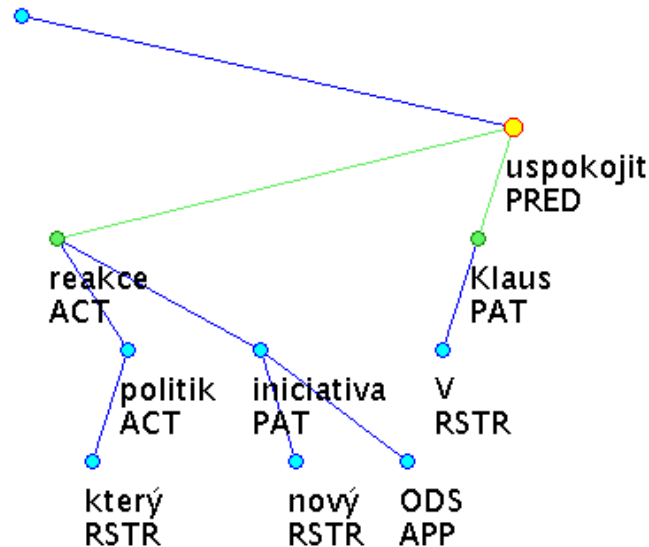 uspokojit
PRED
reakce
ACT
Klaus
PAT
politik
ACT
iniciativa
PAT
V
RSTR
který
RSTR
nový
RSTR
ODS
APP